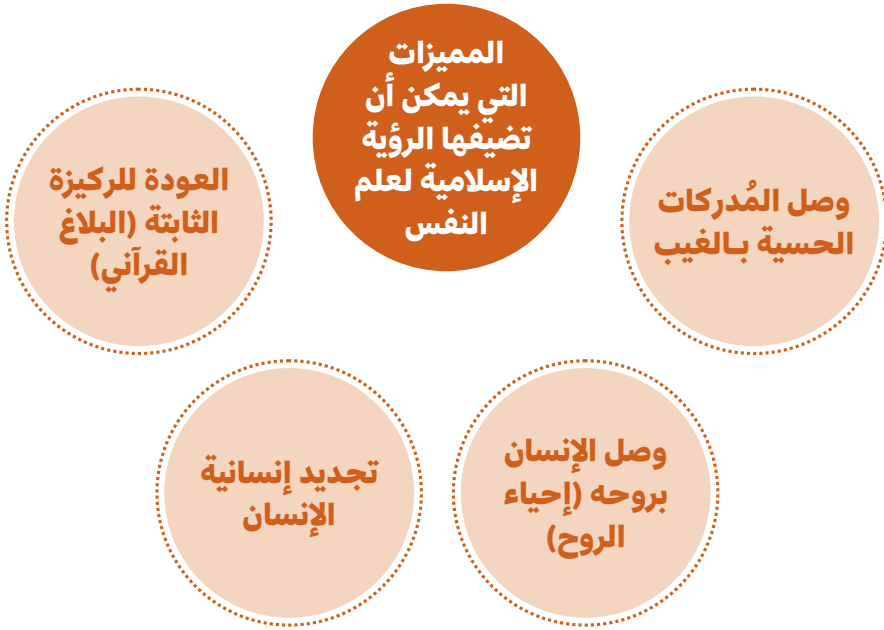 المميزات
التي يمكن أن
تضيفها الرؤية
الإسلامية لعلم
النفس
وصل المُدركات
الحسية بـالغيب
العودة للركيزة
الثابتة (البلاغ
القرآني)
وصل الإنسان
بروحه (إحياء
الروح)
تجديد إنسانية
الإنسان